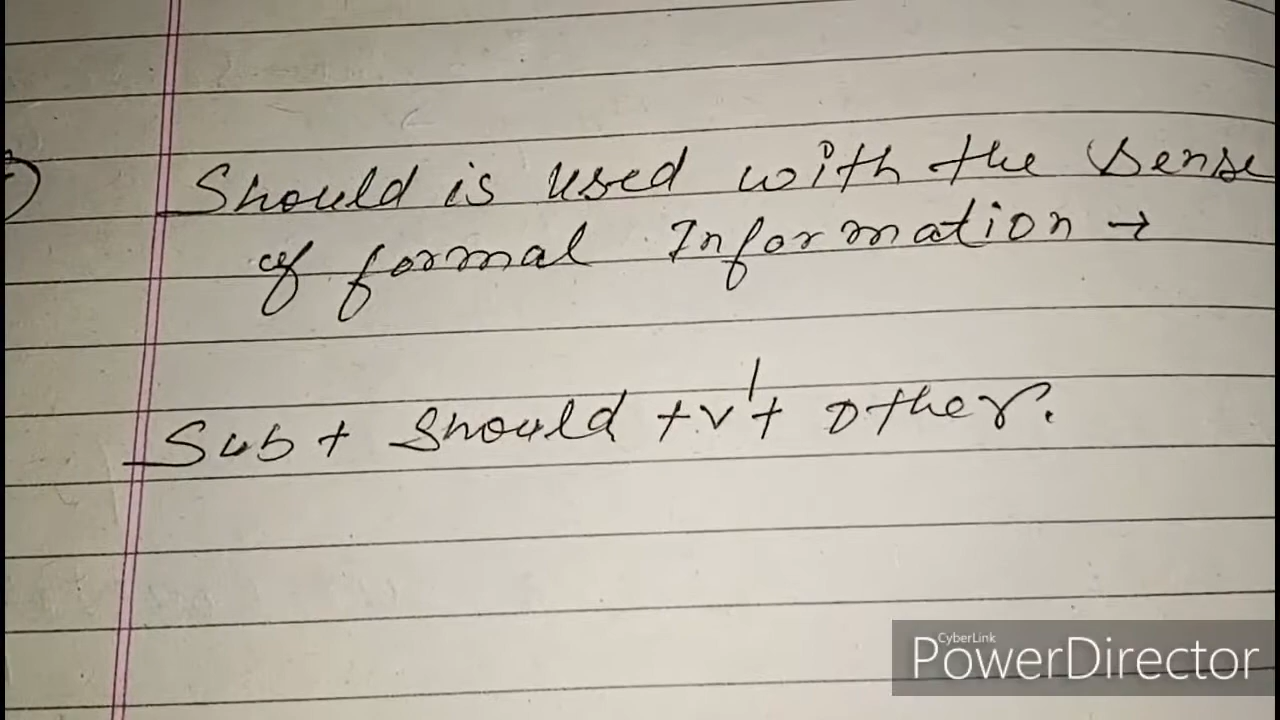 Should is used with the sense
of formal Information →
Sub + Should + V¹ + Other.
CyberLink
PowerDirector